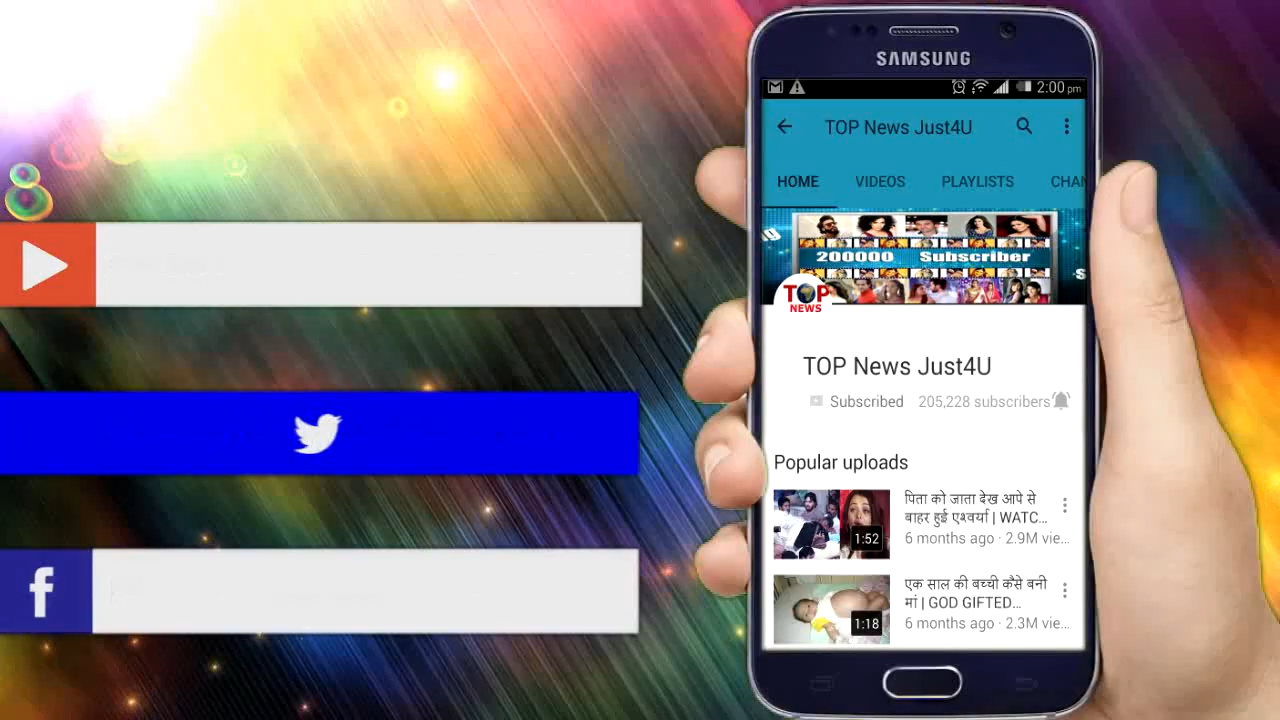 SAMSUNG
2:00 pm
TOP News Just4U
HOME VIDEOS PLAYLISTS CHAN
200000 Subscriber
TOP
NEWS
TOP News Just4U
Subscribed 205,228 subscribers
Popular uploads
पिता को जाता देख आपे से
बाहर हुई एश्वर्या | WATC...
6 months ago · 2.9M vie...
1:52
एक साल की बच्ची कैसे बनी
मां | GOD GIFTED...
6 months ago · 2.3M vie...
1:18